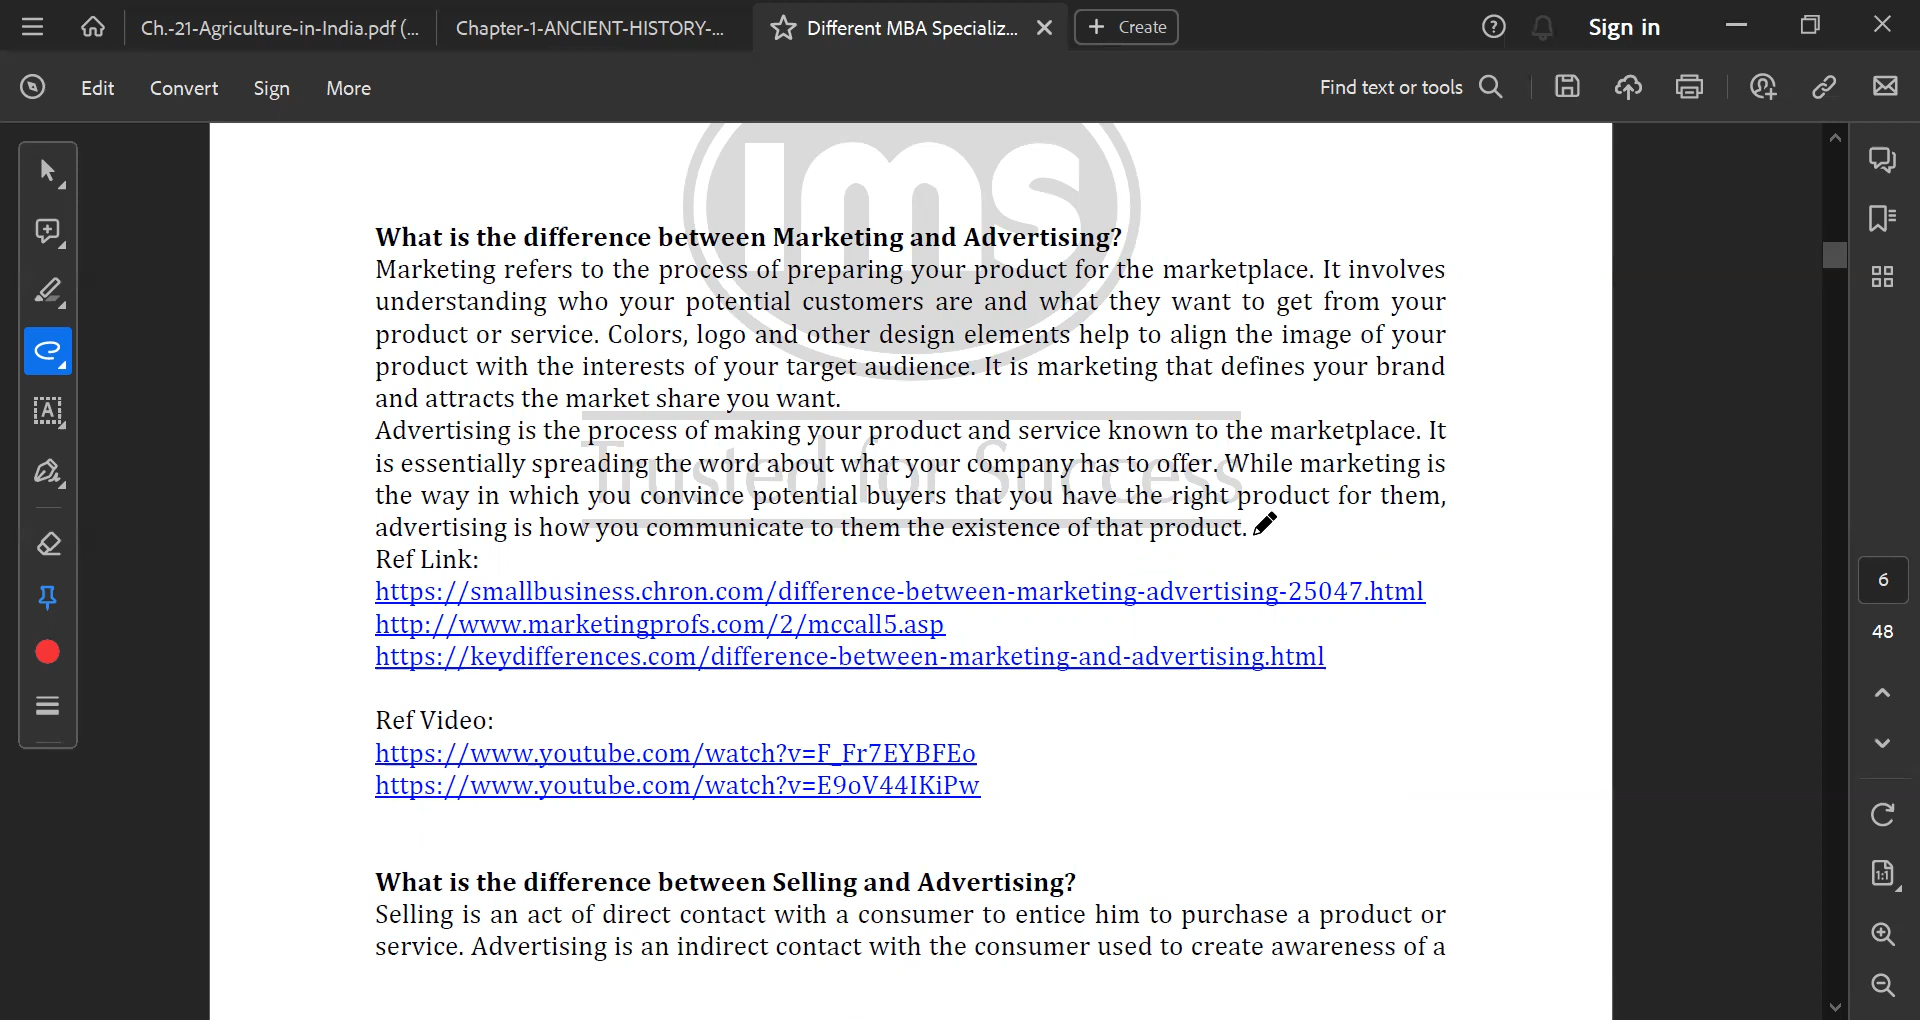 Ch.-21-Agriculture-in-India.pdf (...
Chapter-1-ANCIENT-HISTORY-...
Different MBA Specializ...
Create
Sign in
Edit
Convert
Sign
More
Find text or tools
ims
Trusted for Success
What is the difference between Marketing and Advertising?
Marketing refers to the process of preparing your product for the marketplace. It involves
understanding who your potential customers are and what they want to get from your
product or service. Colors, logo and other design elements help to align the image of your
product with the interests of your target audience. It is marketing that defines your brand
and attracts the market share you want.
Advertising is the process of making your product and service known to the marketplace. It
is essentially spreading the word about what your company has to offer. While marketing is
the way in which you convince potential buyers that you have the right product for them,
advertising is how you communicate to them the existence of that product.
Ref Link:
https://smallbusiness.chron.com/difference-between-marketing-advertising-25047.html
http://www.marketingprofs.com/2/mccall5.asp
https://keydifferences.com/difference-between-marketing-and-advertising.html
Ref Video:
https://www.youtube.com/watch?v=F_Fr7EYBFEo
https://www.youtube.com/watch?v=E9oV44IKiPw
What is the difference between Selling and Advertising?
Selling is an act of direct contact with a consumer to entice him to purchase a product or
service. Advertising is an indirect contact with the consumer used to create awareness of a
6
48
1:1